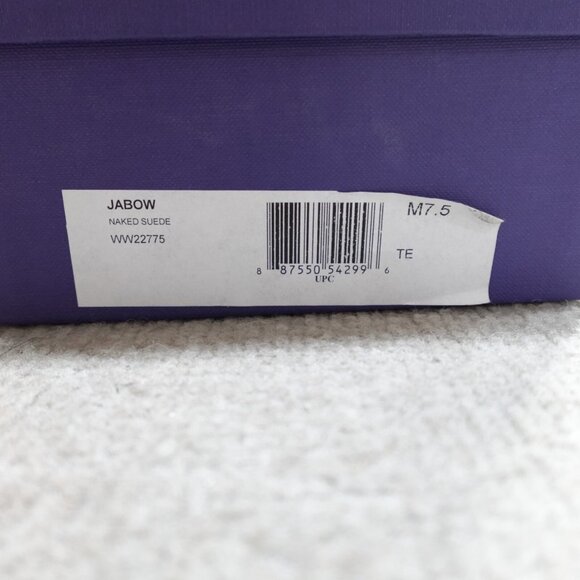 JABOW
NAKED SUEDE
WW22775
8 87550 54299 6
UPC
M7.5
TE